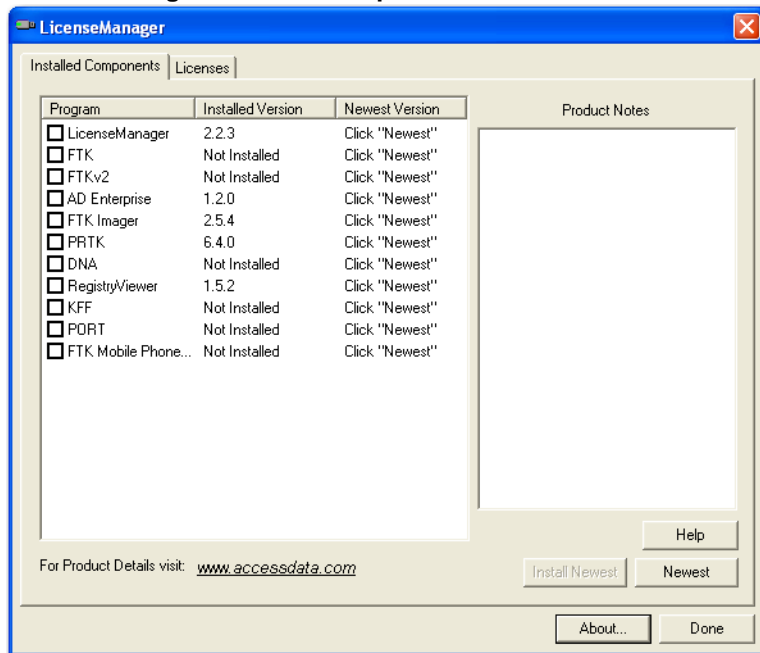 LicenseManager
Installed Components Licenses
Program Installed Version Newest Version
LicenseManager 2.2.3 Click "Newest"
FTK Not Installed Click "Newest"
FTKv2 Not Installed Click "Newest"
AD Enterprise 1.2.0 Click "Newest"
FTK Imager 2.5.4 Click "Newest"
PRTK 6.4.0 Click "Newest"
DNA Not Installed Click "Newest"
RegistryViewer 1.5.2 Click "Newest"
KFF Not Installed Click "Newest"
PORT Not Installed Click "Newest"
FTK Mobile Phone... Not Installed Click "Newest"
Product Notes
Help
For Product Details visit: www.accessdata.com
Install Newest Newest
About... Done